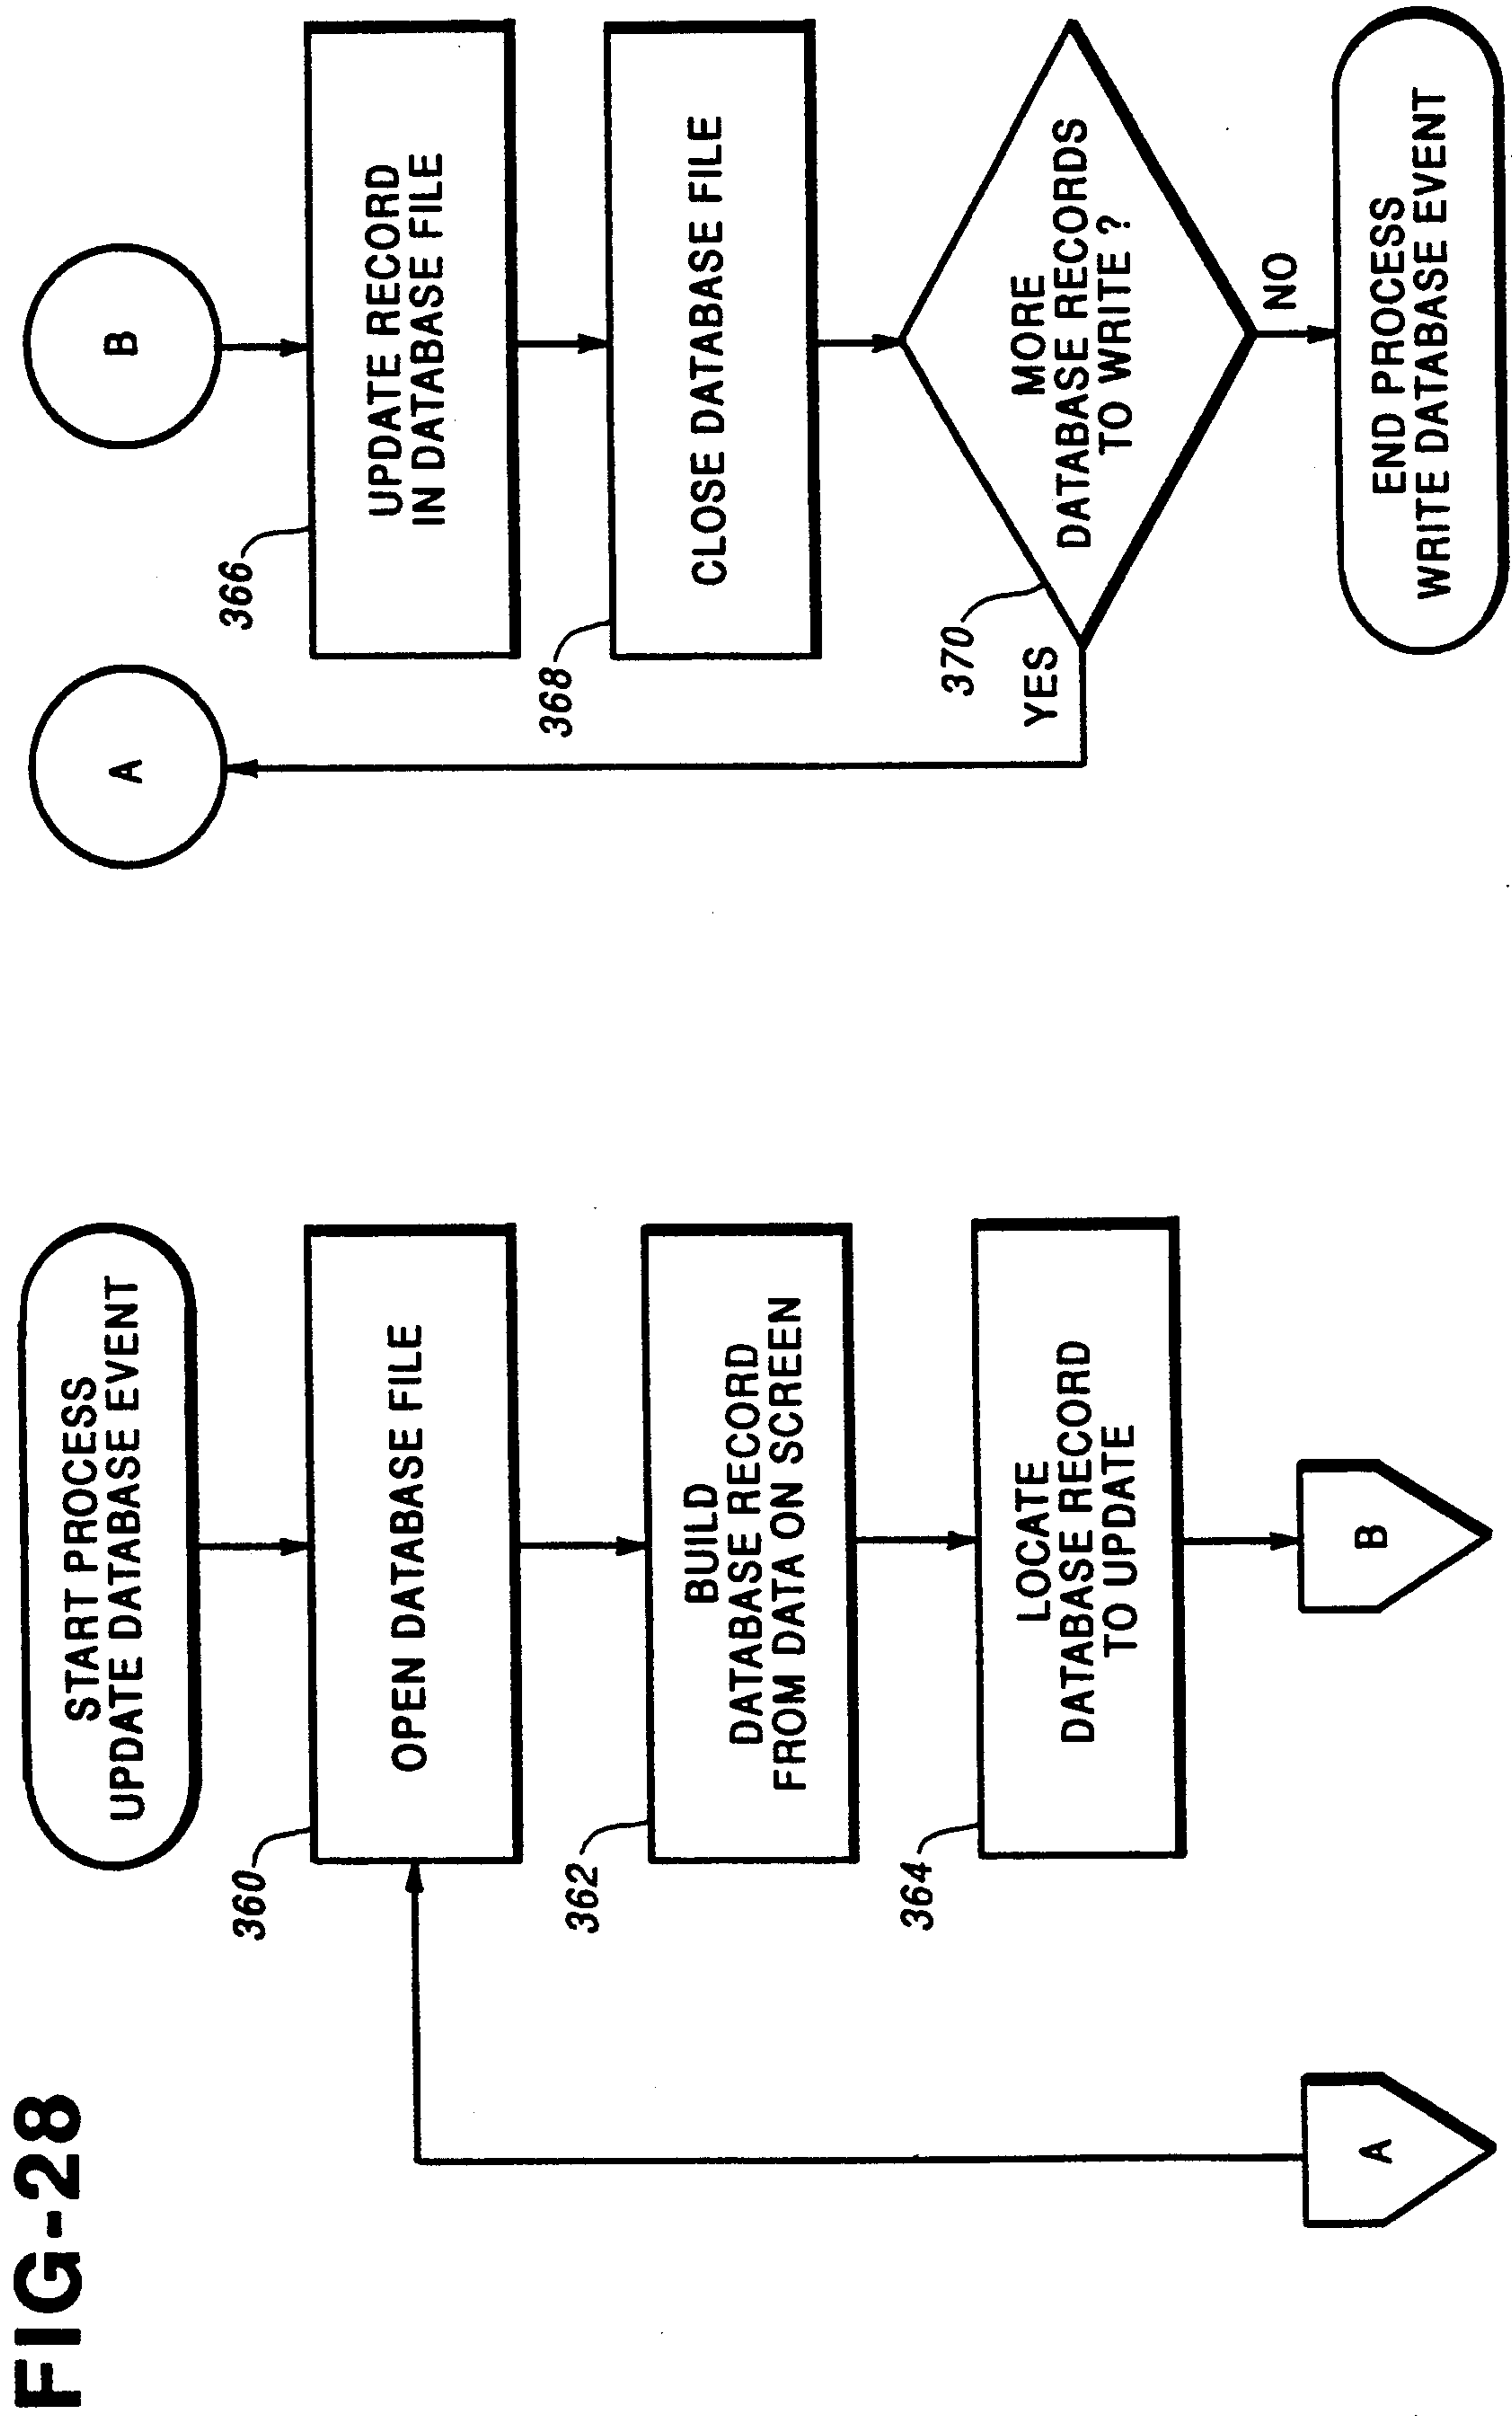 FIG-28
START PROCESS
UPDATE DATABASE EVENT
360
OPEN DATABASE FILE
362
BUILD
DATABASE RECORD
FROM DATA ON SCREEN
364
LOCATE
DATABASE RECORD
TO UPDATE
A
B
A
B
366
UPDATE RECORD
IN DATABASE FILE
368
CLOSE DATABASE FILE
370
MORE
DATABASE RECORDS
TO WRITE ?
YES
NO
END PROCESS
WRITE DATABASE EVENT